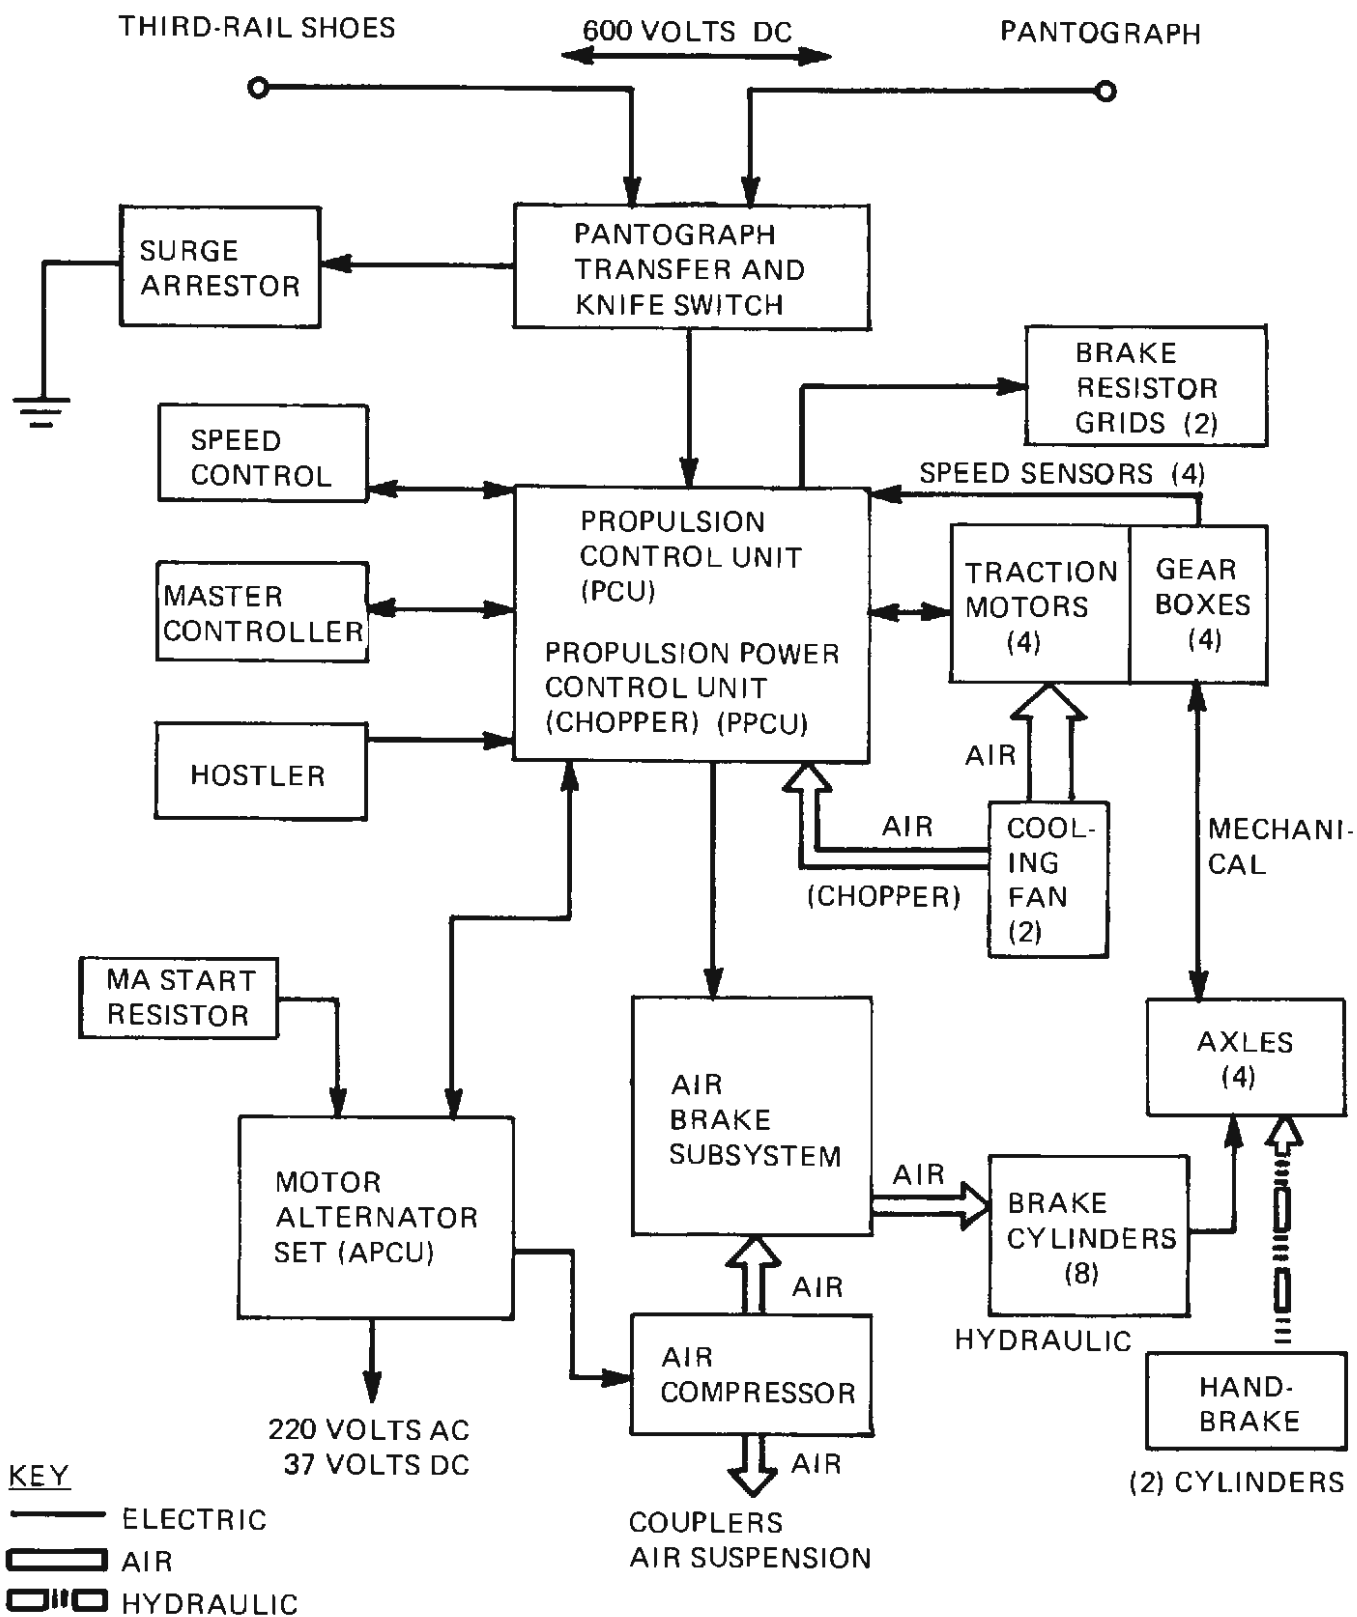 THIRD-RAIL SHOES
600 VOLTS DC
PANTOGRAPH
SURGE
ARRESTOR
PANTOGRAPH
TRANSFER AND
KNIFE SWITCH
BRAKE
RESISTOR
GRIDS (2)
SPEED
CONTROL
SPEED SENSORS (4)
PROPULSION
CONTROL UNIT
(PCU)
PROPULSION POWER
CONTROL UNIT
(CHOPPER) (PPCU)
TRACTION
MOTORS
(4)
GEAR
BOXES
(4)
MASTER
CONTROLLER
HOSTLER
AIR
AIR
(CHOPPER)
COOL-
ING
FAN
(2)
MECHANI-
CAL
MA START
RESISTOR
AXLES
(4)
AIR
BRAKE
SUBSYSTEM
MOTOR
ALTERNATOR
SET (APCU)
AIR
BRAKE
CYLINDERS
(8)
HYDRAULIC
AIR
AIR
COMPRESSOR
HAND-
BRAKE
(2) CYLINDERS
220 VOLTS AC
37 VOLTS DC
AIR
COUPLERS
AIR SUSPENSION
KEY
ELECTRIC
AIR
HYDRAULIC